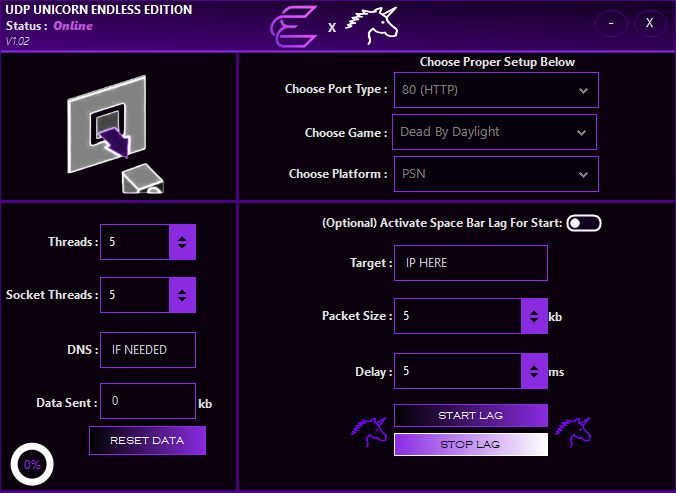 UDP UNICORN ENDLESS EDITION
Status : Online
V1.02
X
- X
Choose Proper Setup Below
Choose Port Type : 80 (HTTP)
Choose Game : Dead By Daylight
Choose Platform : PSN
(Optional) Activate Space Bar Lag For Start:
Threads : 5
Socket Threads : 5
DNS : IF NEEDED
Data Sent : 0 kb
RESET DATA
0%
Target : IP HERE
Packet Size : 5 kb
Delay : 5 ms
START LAG
STOP LAG